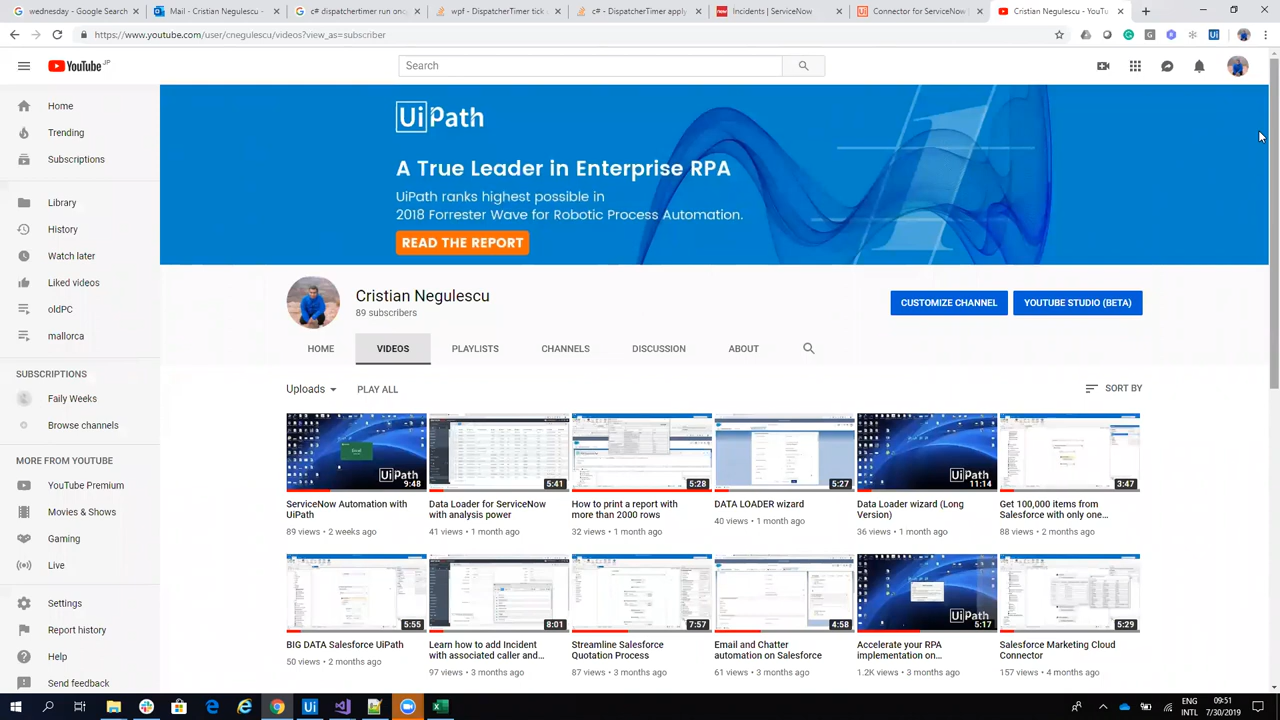 wednesday - Google Search
Mail - Cristian Negulescu -
c# dispatchertimer run on
wpf - DispatcherTimer tick
c# - DispatcherTimer apply
Incidents | ServiceNow
Connector for ServiceNow |
Cristian Negulescu - YouTu
https://www.youtube.com/user/cnegulescu/videos?view_as=subscriber
YouTube JP
Search
Home
Trending
Subscriptions
Library
History
Watch later
Liked videos
oldPC
mallorca
SUBSCRIPTIONS
Faily Weeks
Browse channels
MORE FROM YOUTUBE
YouTube Premium
Movies & Shows
Gaming
Live
Settings
Report history
Help
Send feedback
UiPath
A True Leader in Enterprise RPA
UiPath ranks highest possible in
2018 Forrester Wave for Robotic Process Automation.
READ THE REPORT
Cristian Negulescu
89 subscribers
CUSTOMIZE CHANNEL
YOUTUBE STUDIO (BETA)
HOME
VIDEOS
PLAYLISTS
CHANNELS
DISCUSSION
ABOUT
Uploads
PLAY ALL
SORT BY
UiPath
9:48
ServiceNow Automation with
UiPath
89 views • 2 weeks ago
5:41
Data Loader for ServiceNow
with analysis power
41 views • 1 month ago
5:28
How to print a report with
more than 2000 rows
32 views • 1 month ago
5:27
DATA LOADER wizard
40 views • 1 month ago
UiPath
11:14
Data Loader wizard (Long
Version)
36 views • 1 month ago
3:47
Get 100,000 items from
Salesforce with only one...
88 views • 2 months ago
5:55
BIG DATA Salesforce UiPath
50 views • 2 months ago
8:01
Learn how to add Incident
with associated caller and...
97 views • 3 months ago
7:57
Streamline Salesforce
Quotation Process
87 views • 3 months ago
4:58
Email and Chatter
automation on Salesforce
61 views • 3 months ago
UiPath
5:17
Accelerate your RPA
implementation on...
1.2K views • 3 months ago
5:29
Salesforce Marketing Cloud
Connector
157 views • 4 months ago
ENG
INTL
09:51
7/30/2019